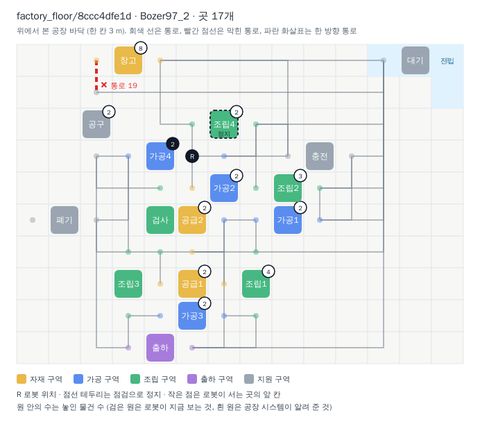 factory_floor/8ccc4dfe1d · Bozer97_2 · 곳 17개
위에서 본 공장 바닥 (한 칸 3 m). 회색 선은 통로, 빨간 점선은 막힌 통로, 파란 화살표는 한 방향 통로
창고 8
대기
진입
✕ 통로 19
공구 2
조립4 2
점검
가공4 2
R
충전
가공2 2
조립2 3
폐기
검사
공급2 2
가공1 2
조립3
공급1 2
조립1 4
가공3 2
출하
자재 구역
가공 구역
조립 구역
출하 구역
지원 구역
R 로봇 위치 · 점선 테두리는 점검으로 정지 · 작은 점은 로봇이 서는 곳의 앞 칸
원 안의 수는 놓인 물건 수 (검은 원은 로봇이 지금 보는 것, 흰 원은 공장 시스템이 알려 준 것)